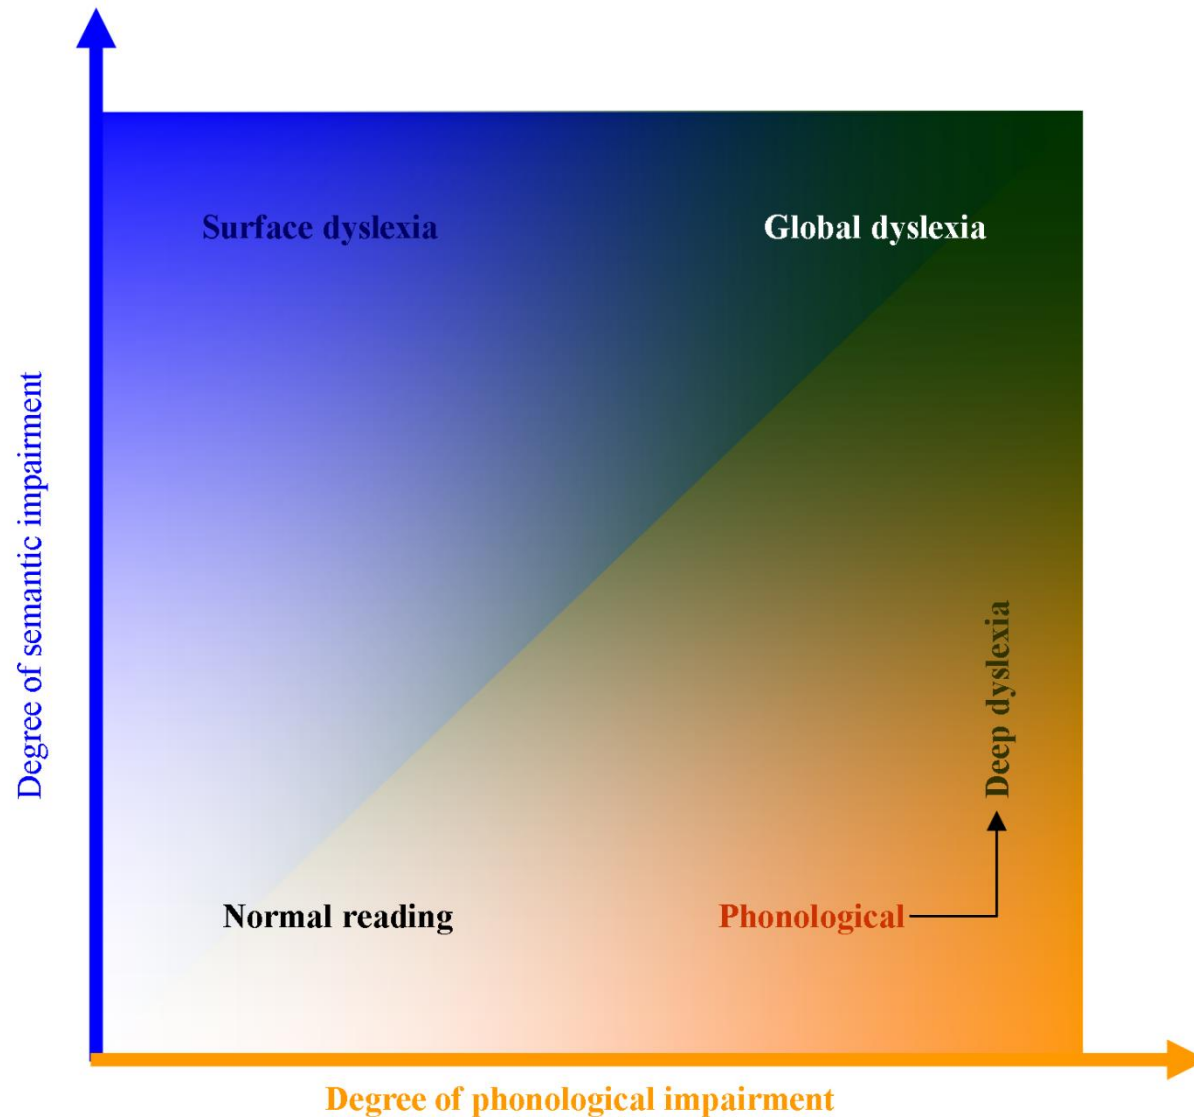 Surface dyslexia
Global dyslexia
Degree of semantic impairment
Deep dyslexia
Normal reading
Phonological
Degree of phonological impairment